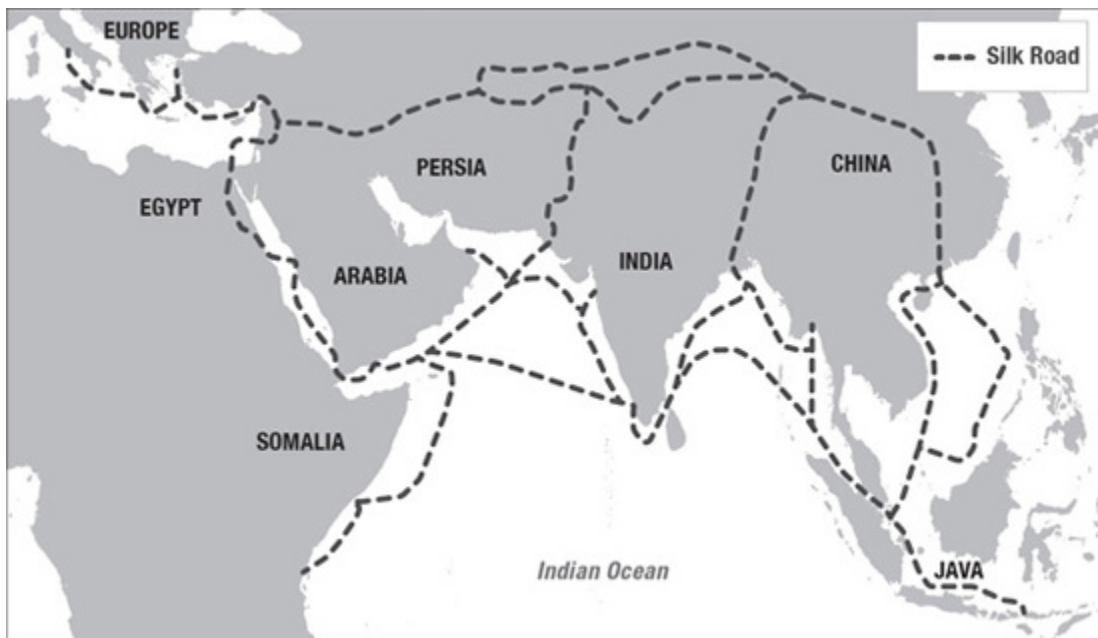 EUROPE
Silk Road
PERSIA
CHINA
EGYPT
ARABIA
INDIA
SOMALIA
Indian Ocean
JAVA